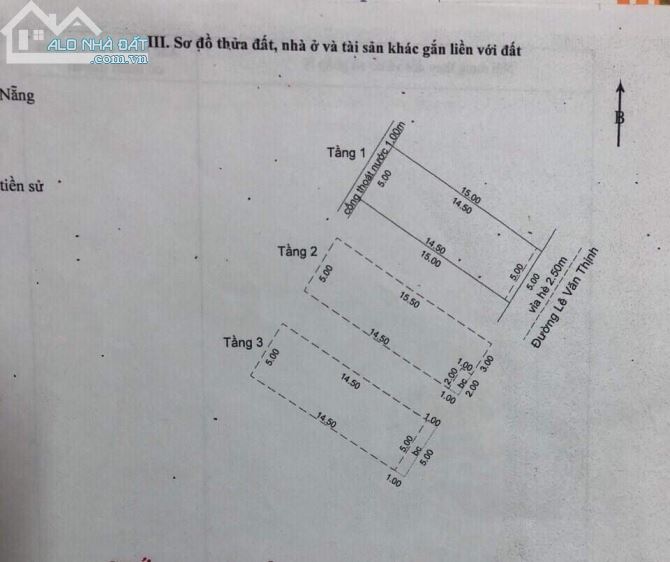 ALO NHÀ ĐẤT
III. Sơ đồ thửa đất, nhà ở và tài sản khác gắn liền với đất
Nẵng
B
tiền sử
Tầng 1
cống thoát nước 1.00m
5.00
15.00
14.50
14.50
15.00
5.00
5.00
vỉa hè 2.50m
Đường Lê Văn Thịnh
Tầng 2
5.00
15.50
14.50
1.00
3.00
2.00
bc
1.00
2.00
Tầng 3
5.00
14.50
14.50
1.00
5.00
bc
5.00
1.00